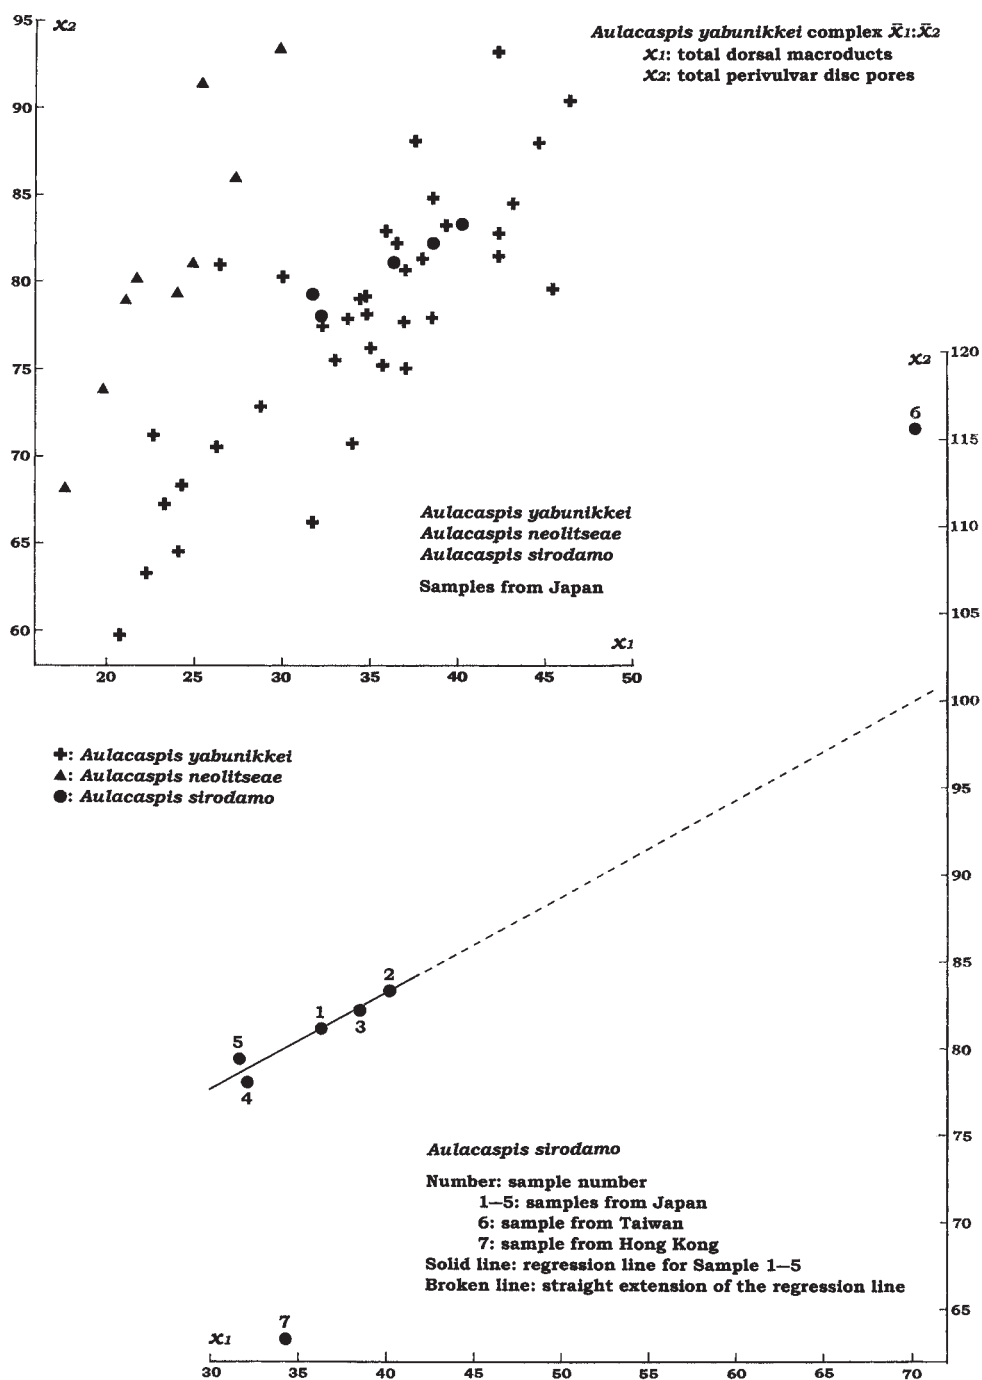 Aulacaspis yabunikkei complex x̄1:x̄2
x1: total dorsal macroducts
x2: total perivulvar disc pores
x2
95
90
85
80
75
70
65
60
Aulacaspis yabunikkei
Aulacaspis neolitseae
Aulacaspis sirodamo
Samples from Japan
x1
20 25 30 35 40 45 50
✚: Aulacaspis yabunikkei
▲: Aulacaspis neolitseae
●: Aulacaspis sirodamo
x2
120
115
110
105
100
95
90
85
80
75
70
65
6
2
1
3
5
4
7
Aulacaspis sirodamo
Number: sample number
1–5: samples from Japan
6: sample from Taiwan
7: sample from Hong Kong
Solid line: regression line for Sample 1–5
Broken line: straight extension of the regression line
x1
30 35 40 45 50 55 60 65 70